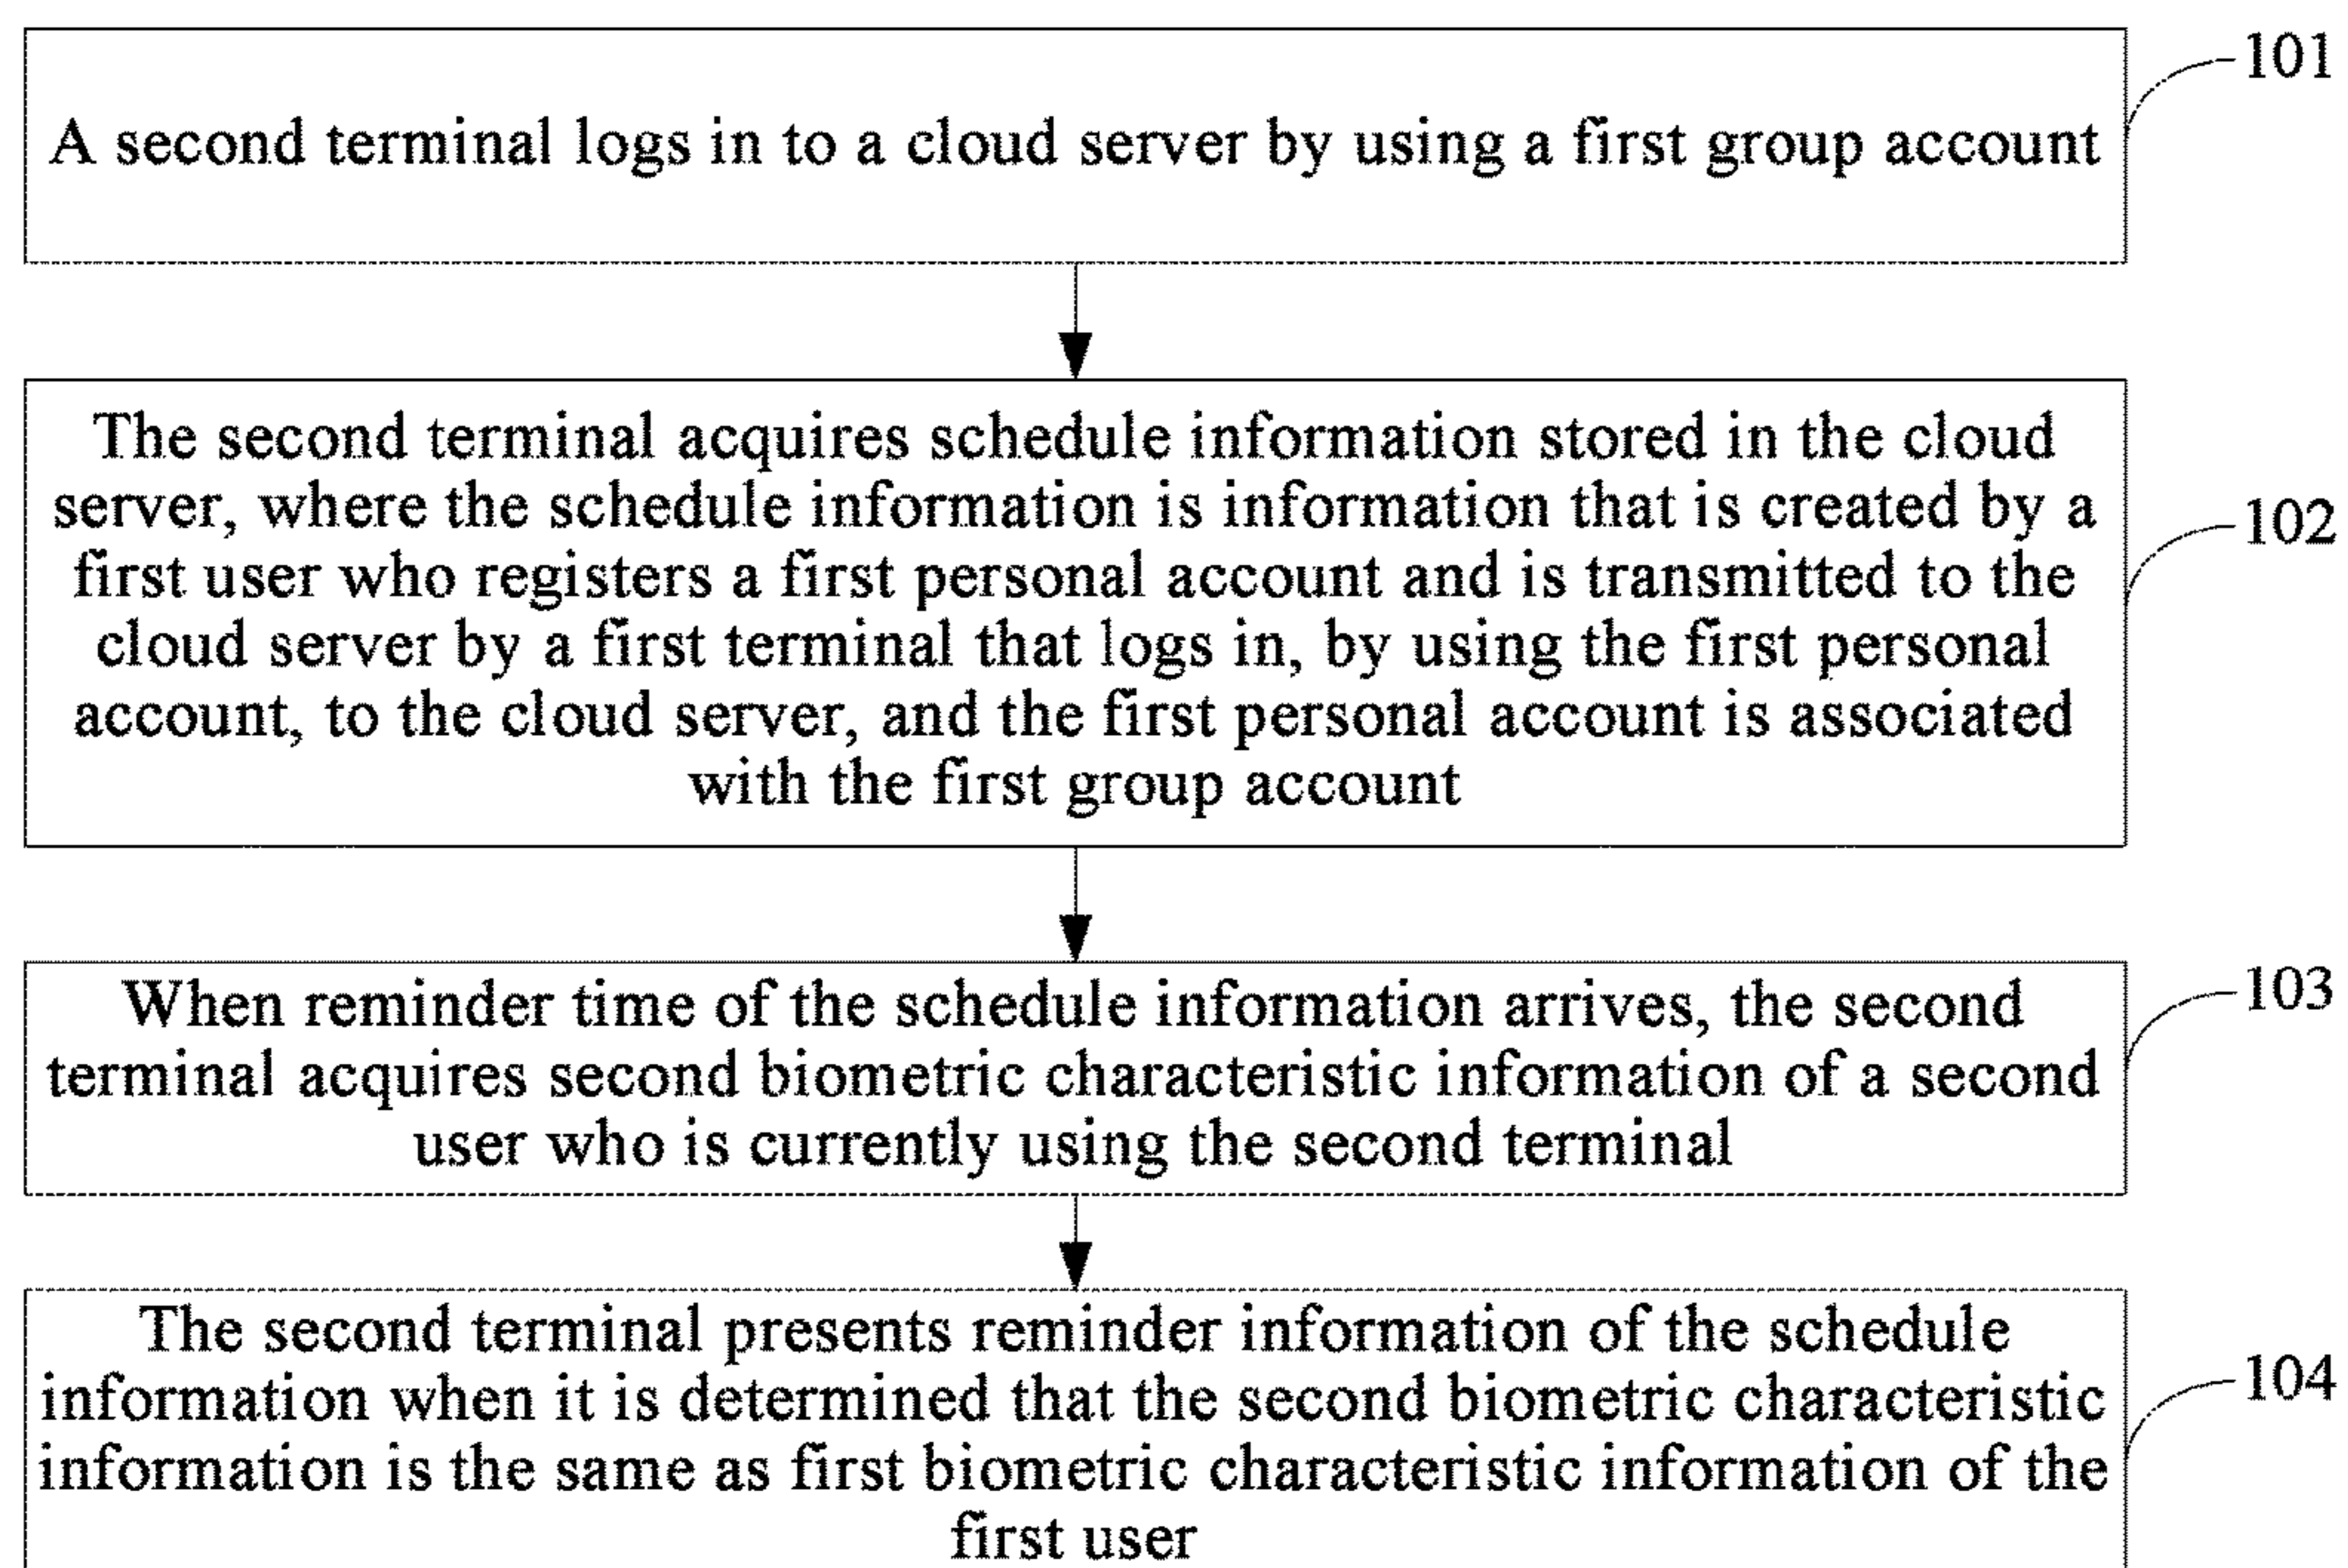 A second terminal logs in to a cloud server by using a first group account
101
The second terminal acquires schedule information stored in the cloud
server, where the schedule information is information that is created by a
first user who registers a first personal account and is transmitted to the
cloud server by a first terminal that logs in, by using the first personal
account, to the cloud server, and the first personal account is associated
with the first group account
102
When reminder time of the schedule information arrives, the second
terminal acquires second biometric characteristic information of a second
user who is currently using the second terminal
103
The second terminal presents reminder information of the schedule
information when it is determined that the second biometric characteristic
information is the same as first biometric characteristic information of the
first user
104